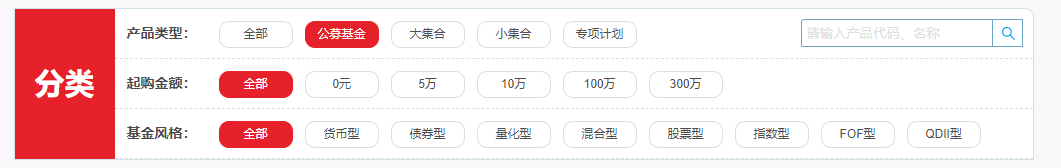 分类
产品类型： 全部 公募基金 大集合 小集合 专项计划 请输入产品代码、名称
起购金额： 全部 0元 5万 10万 100万 300万
基金风格： 全部 货币型 债券型 量化型 混合型 股票型 指数型 FOF型 QDII型